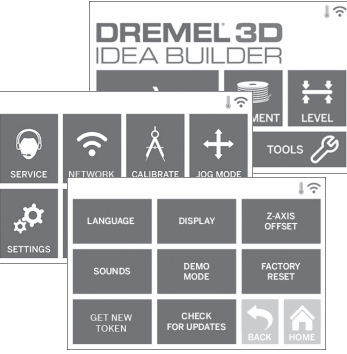 DREMEL 3D
IDEA BUILDER
LEVEL
TOOLS
SERVICE
NETWORK
CALIBRATE
JOG MODE
SETTINGS
LANGUAGE
DISPLAY
Z-AXIS
OFFSET
SOUNDS
DEMO
MODE
FACTORY
RESET
GET NEW
TOKEN
CHECK
FOR UPDATES
BACK
HOME